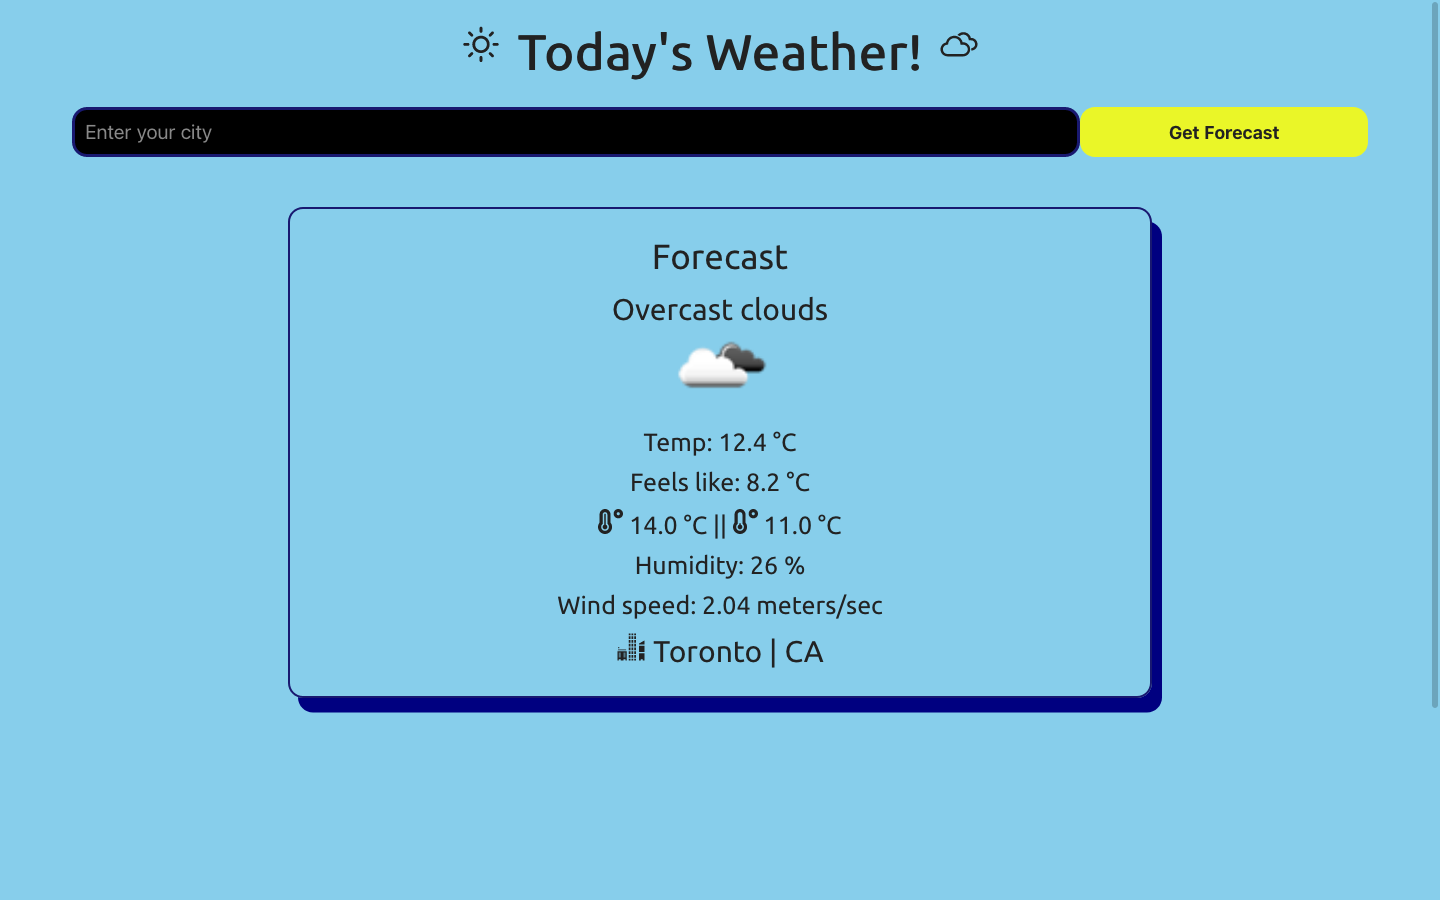 Today's Weather!
Enter your city
Get Forecast
Forecast
Overcast clouds
Temp: 12.4 °C
Feels like: 8.2 °C
14.0 °C || 11.0 °C
Humidity: 26 %
Wind speed: 2.04 meters/sec
Toronto | CA